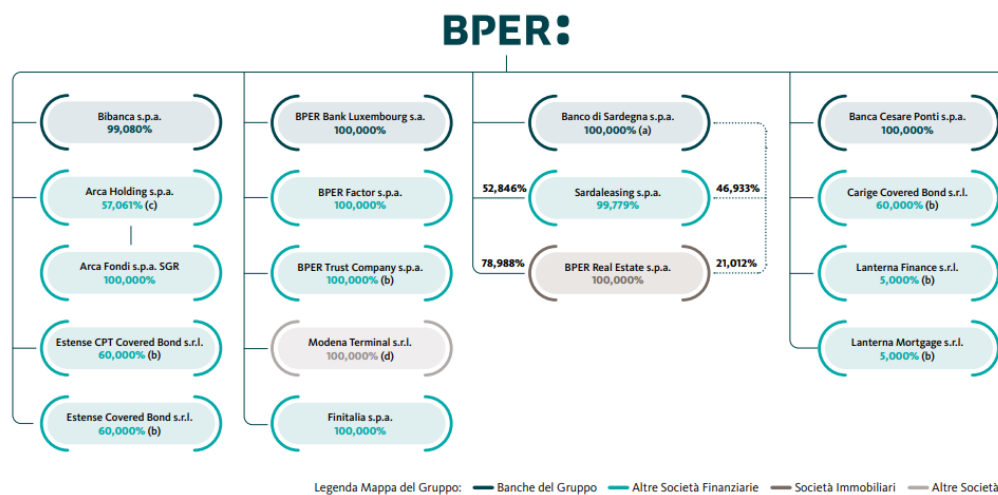 BPER:
Bibanca s.p.a.
99,080%
Arca Holding s.p.a.
57,061% (c)
Arca Fondi s.p.a. SGR
100,000%
Estense CPT Covered Bond s.r.l.
60,000% (b)
Estense Covered Bond s.r.l.
60,000% (b)
BPER Bank Luxembourg s.a.
100,000%
BPER Factor s.p.a.
100,000%
BPER Trust Company s.p.a.
100,000% (b)
Modena Terminal s.r.l.
100,000% (d)
Finitalia s.p.a.
100,000%
Banco di Sardegna s.p.a.
100,000% (a)
52,846%
Sardaleasing s.p.a.
99,779%
46,933%
78,988%
BPER Real Estate s.p.a.
100,000%
21,012%
Banca Cesare Ponti s.p.a.
100,000%
Carige Covered Bond s.r.l.
60,000% (b)
Lanterna Finance s.r.l.
5,000% (b)
Lanterna Mortgage s.r.l.
5,000% (b)
Legenda Mappa del Gruppo: Banche del Gruppo Altre Società Finanziarie Società Immobiliari Altre Società